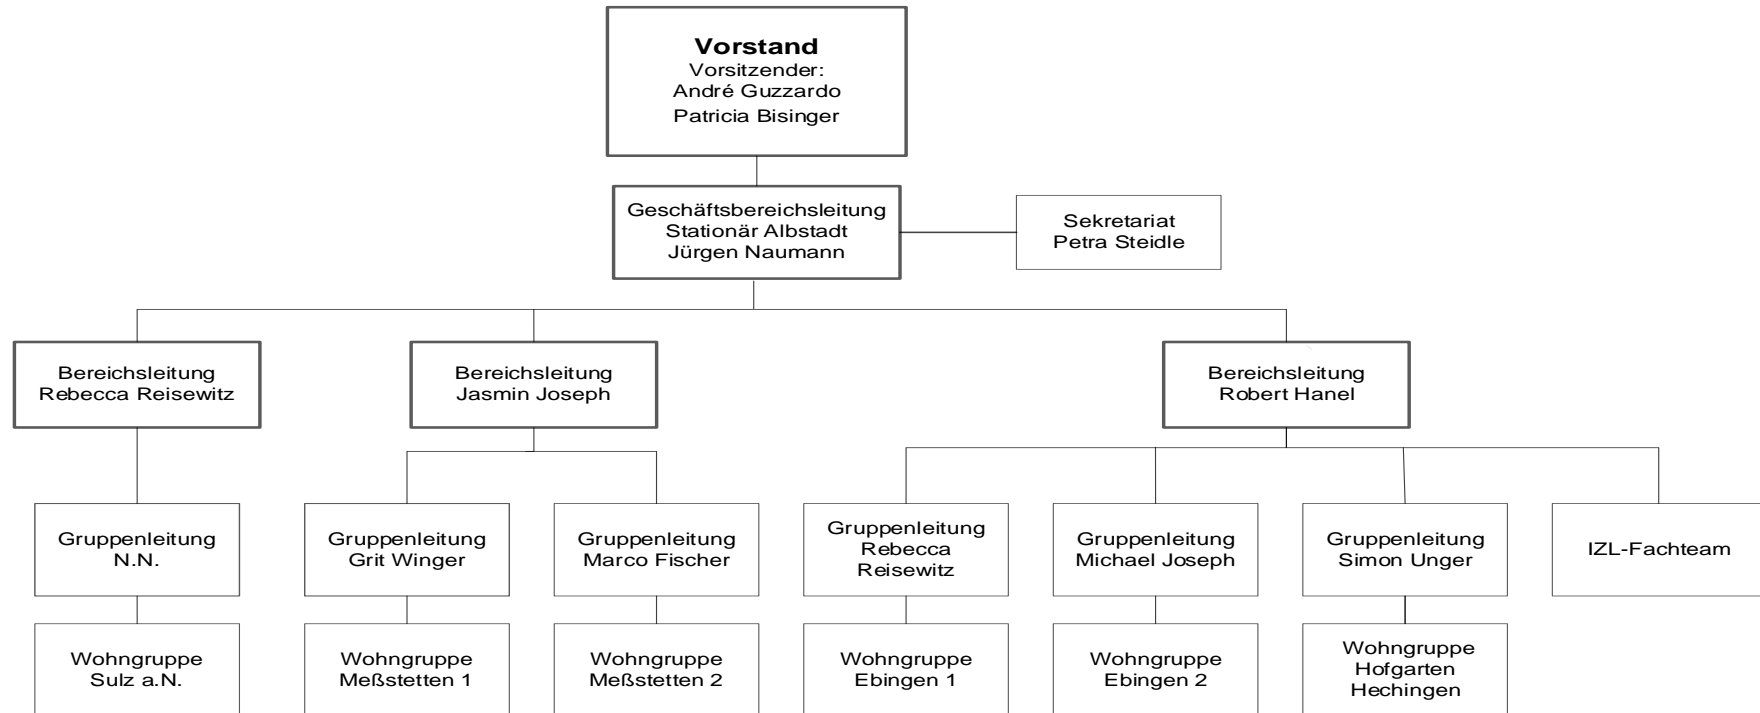 Vorstand
Vorsitzender:
André Guzzardo
Patricia Bisinger
Geschäftsbereichsleitung
Stationär Albstadt
Jürgen Naumann
Sekretariat
Petra Steidle
Bereichsleitung
Rebecca Reisewitz
Bereichsleitung
Jasmin Joseph
Bereichsleitung
Robert Hanel
Gruppenleitung
N.N.
Gruppenleitung
Grit Winger
Gruppenleitung
Marco Fischer
Gruppenleitung
Rebecca
Reisewitz
Gruppenleitung
Michael Joseph
Gruppenleitung
Simon Unger
IZL-Fachteam
Wohngruppe
Sulz a.N.
Wohngruppe
Meßstetten 1
Wohngruppe
Meßstetten 2
Wohngruppe
Ebingen 1
Wohngruppe
Ebingen 2
Wohngruppe
Hofgarten
Hechingen